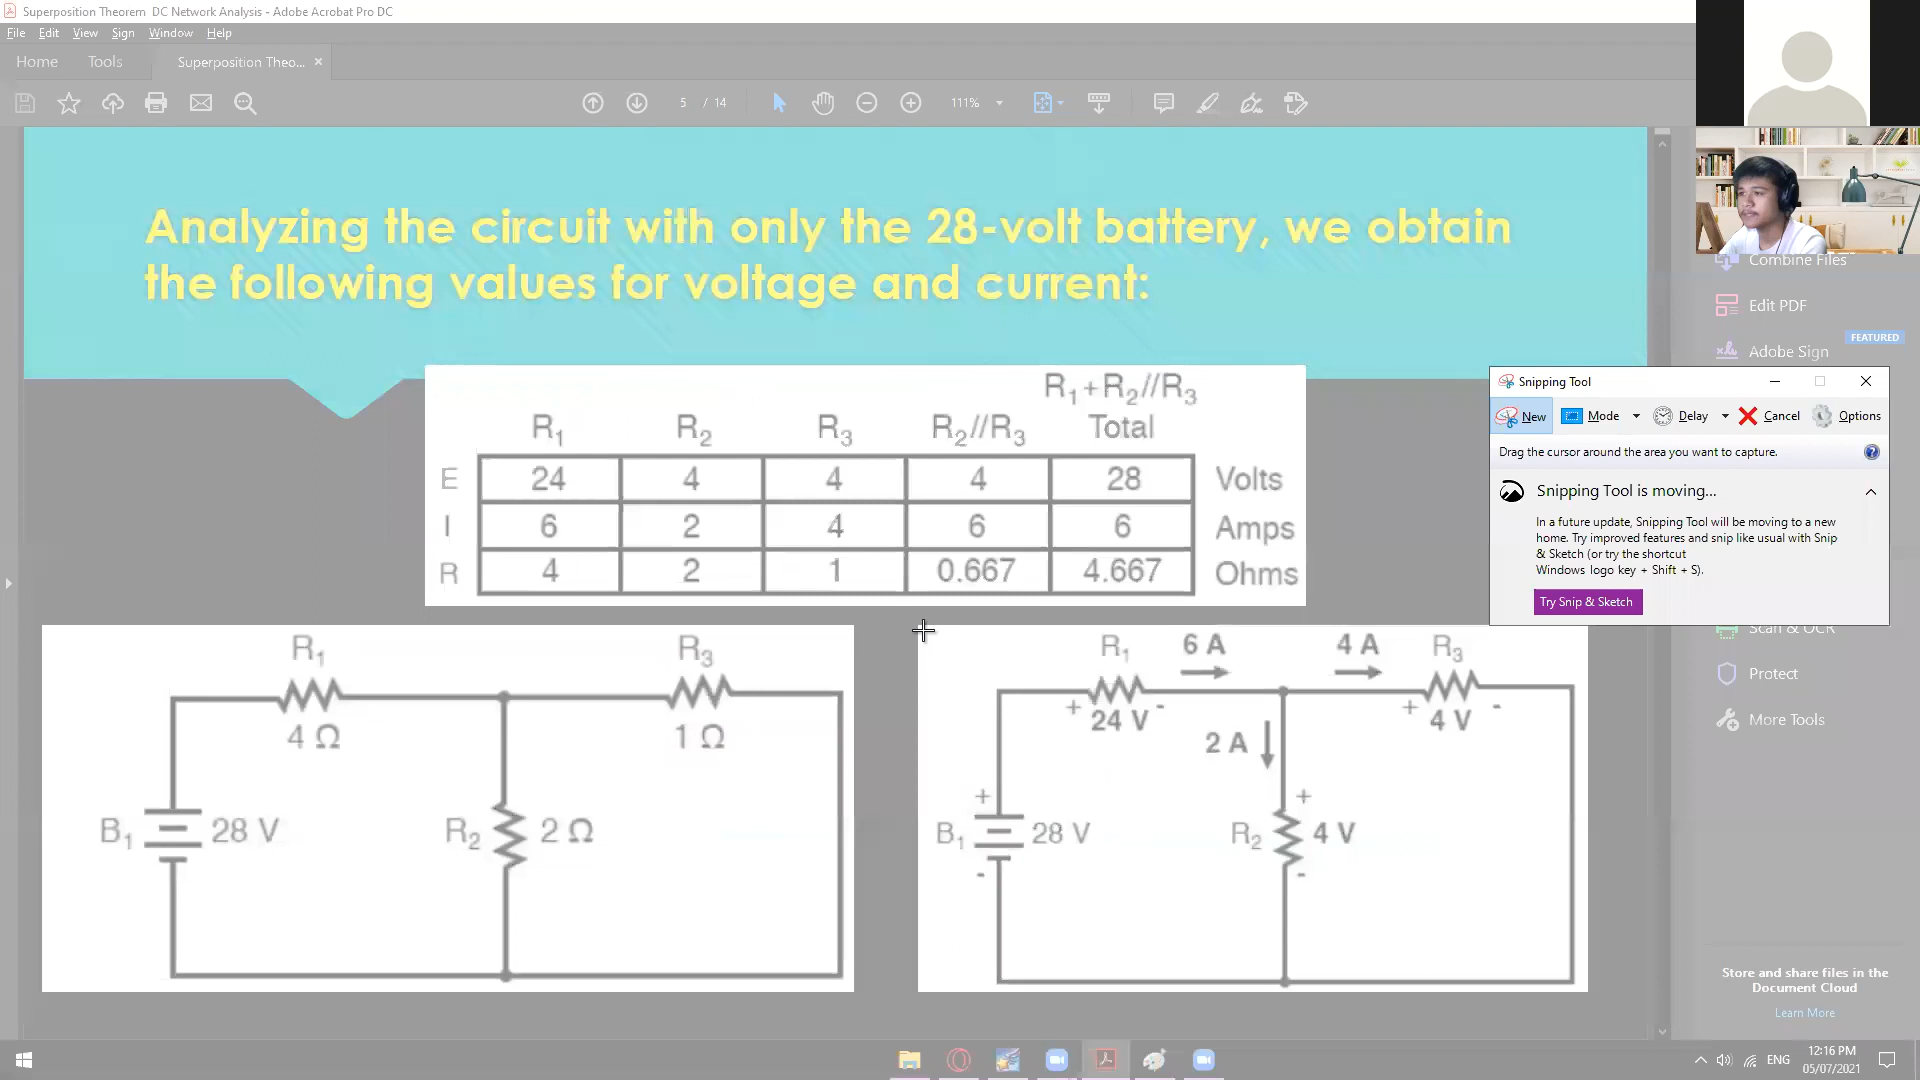 Superposition Theorem  DC Network Analysis - Adobe Acrobat Pro DC
File Edit View Sign Window Help
Home Tools Superposition Theo... ×
5 / 14 111%
Analyzing the circuit with only the 28-volt battery, we obtain
the following values for voltage and current:
R1+R2//R3
R1 R2 R3 R2//R3 Total
E 24 4 4 4 28 Volts
I 6 2 4 6 6 Amps
R 4 2 1 0.667 4.667 Ohms
R1 R3
4 Ω 1 Ω
B1 28 V R2 2 Ω
R1 6 A 4 A R3
+ 24 V - + 4 V -
2 A
+ +
B1 28 V R2 4 V
- -
Combine Files
Edit PDF
FEATURED
Adobe Sign
Snipping Tool
New Mode Delay Cancel Options
Drag the cursor around the area you want to capture.
Snipping Tool is moving...
In a future update, Snipping Tool will be moving to a new
home. Try improved features and snip like usual with Snip
& Sketch (or try the shortcut
Windows logo key + Shift + S).
Try Snip & Sketch
Scan & OCR
Protect
More Tools
Store and share files in the
Document Cloud
Learn More
ENG 12:16 PM
05/07/2021